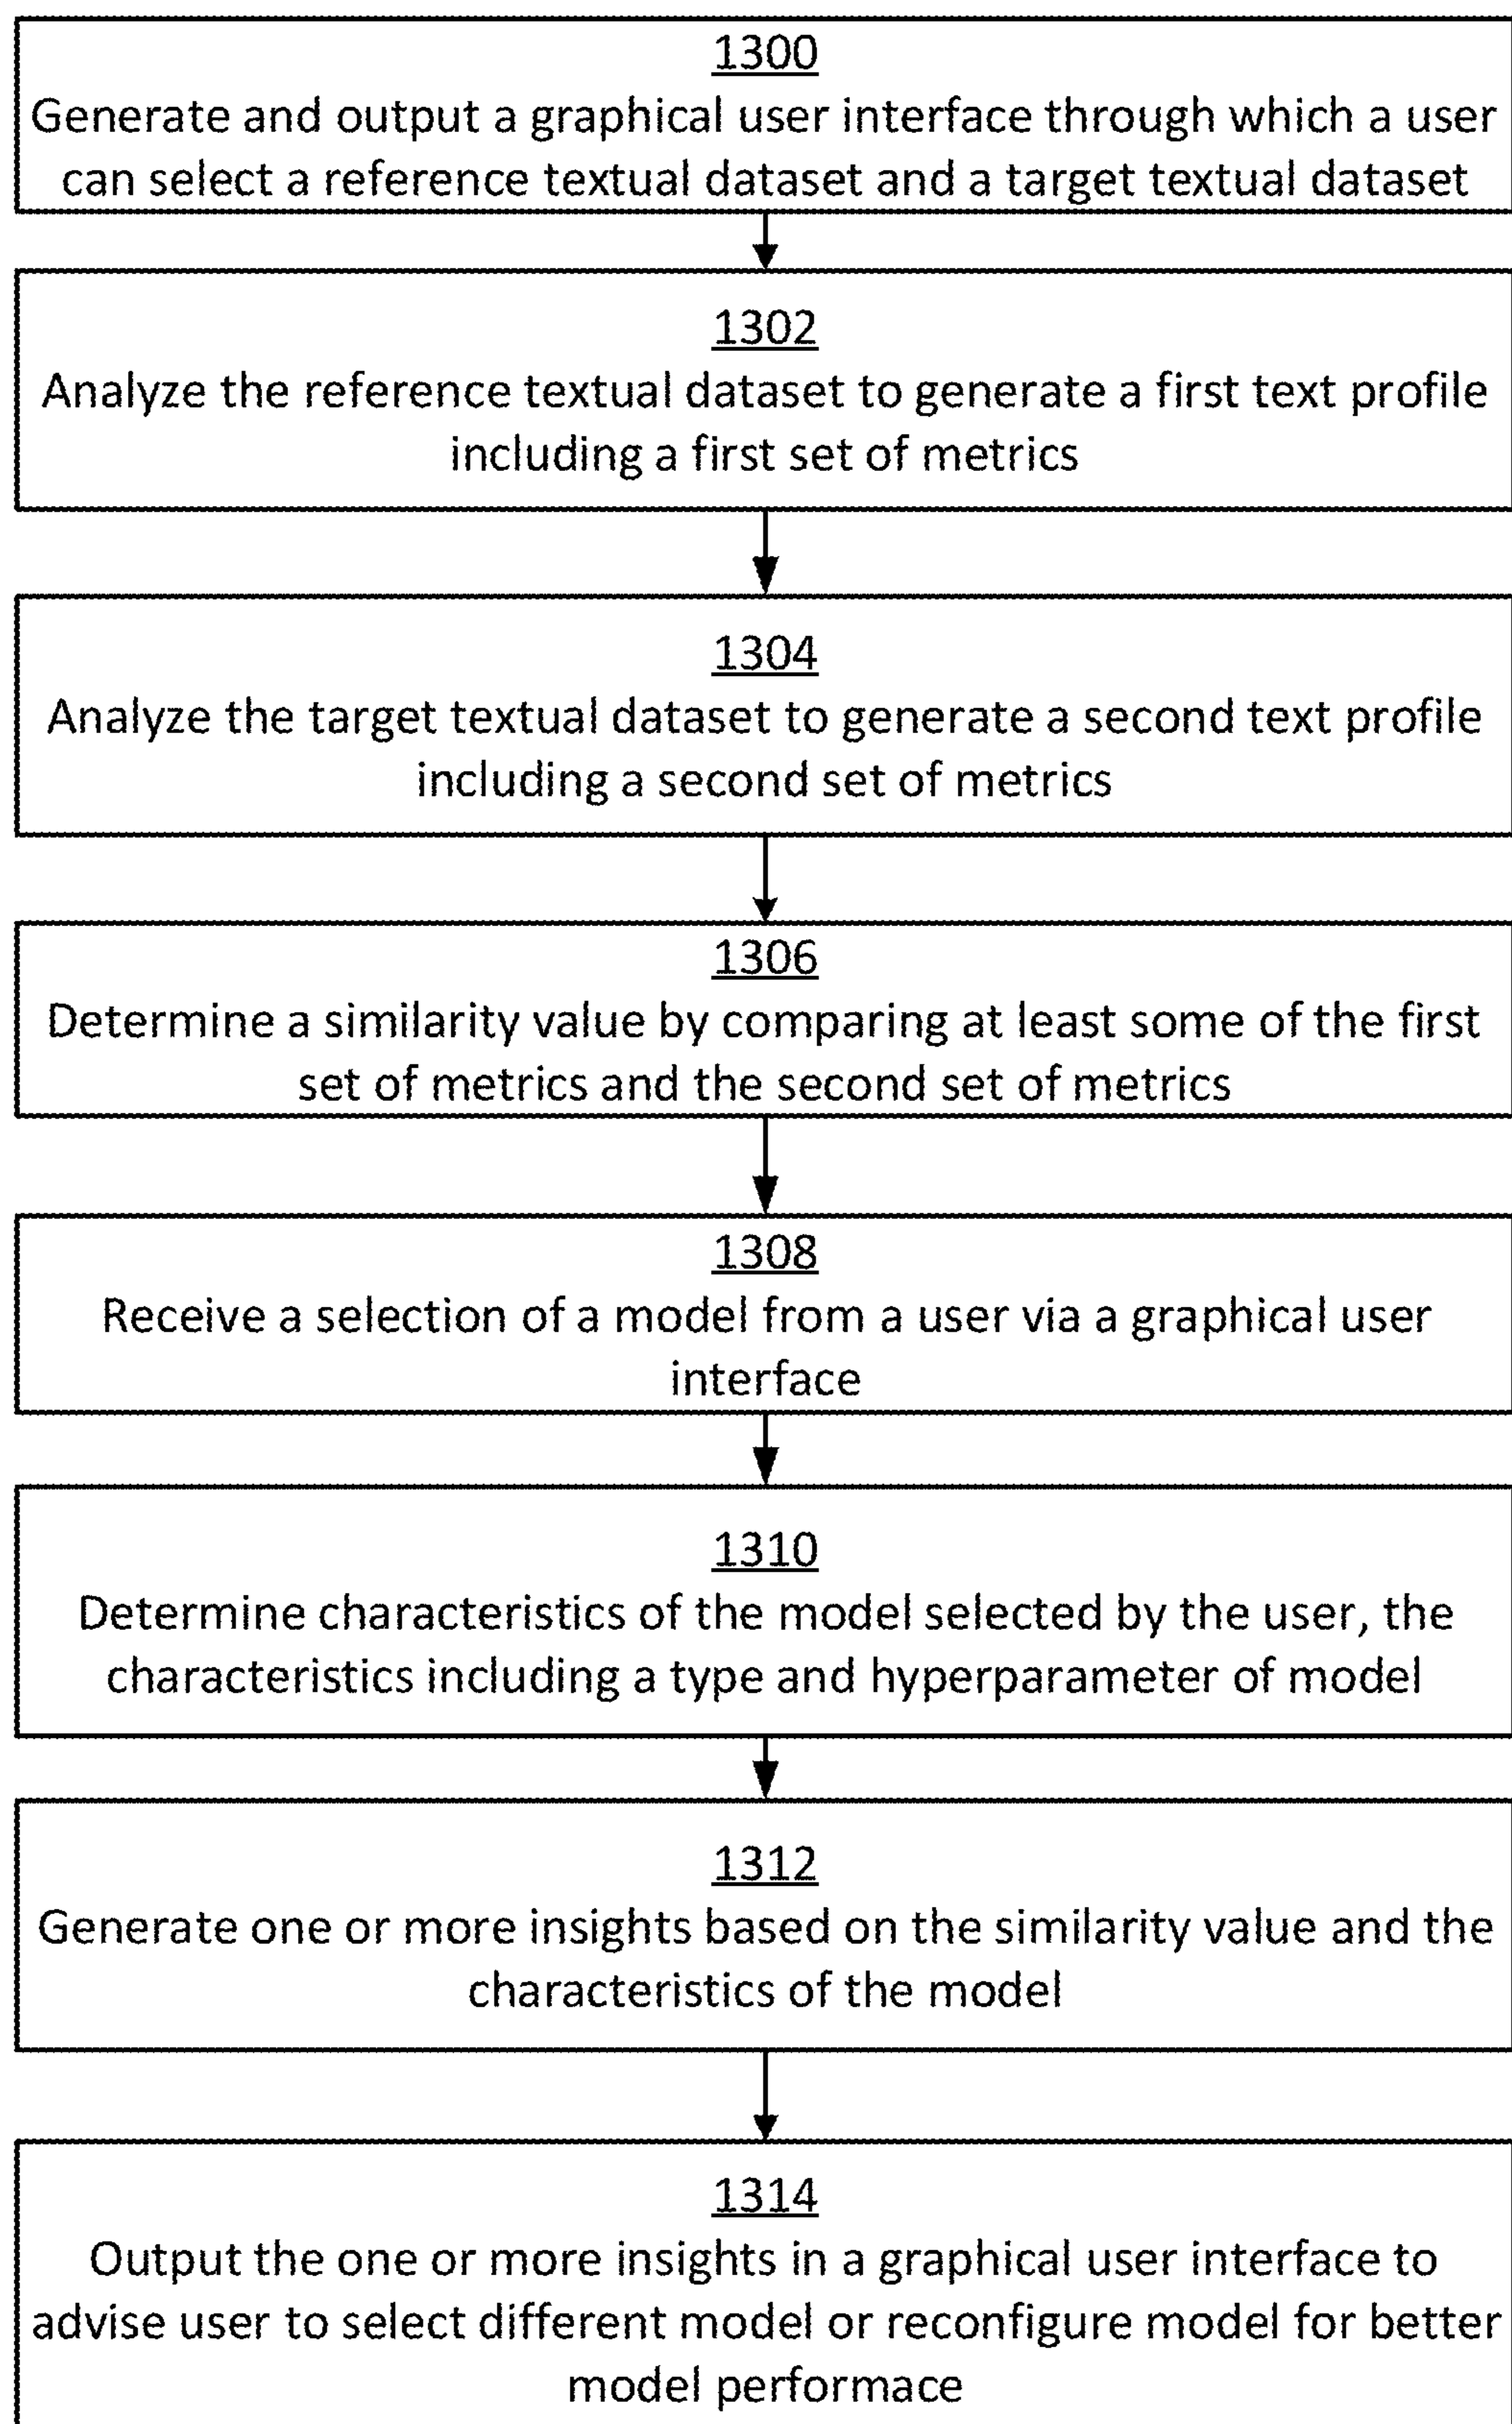 1300
Generate and output a graphical user interface through which a user
can select a reference textual dataset and a target textual dataset
1302
Analyze the reference textual dataset to generate a first text profile
including a first set of metrics
1304
Analyze the target textual dataset to generate a second text profile
including a second set of metrics
1306
Determine a similarity value by comparing at least some of the first
set of metrics and the second set of metrics
1308
Receive a selection of a model from a user via a graphical user
interface
1310
Determine characteristics of the model selected by the user, the
characteristics including a type and hyperparameter of model
1312
Generate one or more insights based on the similarity value and the
characteristics of the model
1314
Output the one or more insights in a graphical user interface to
advise user to select different model or reconfigure model for better
model performace